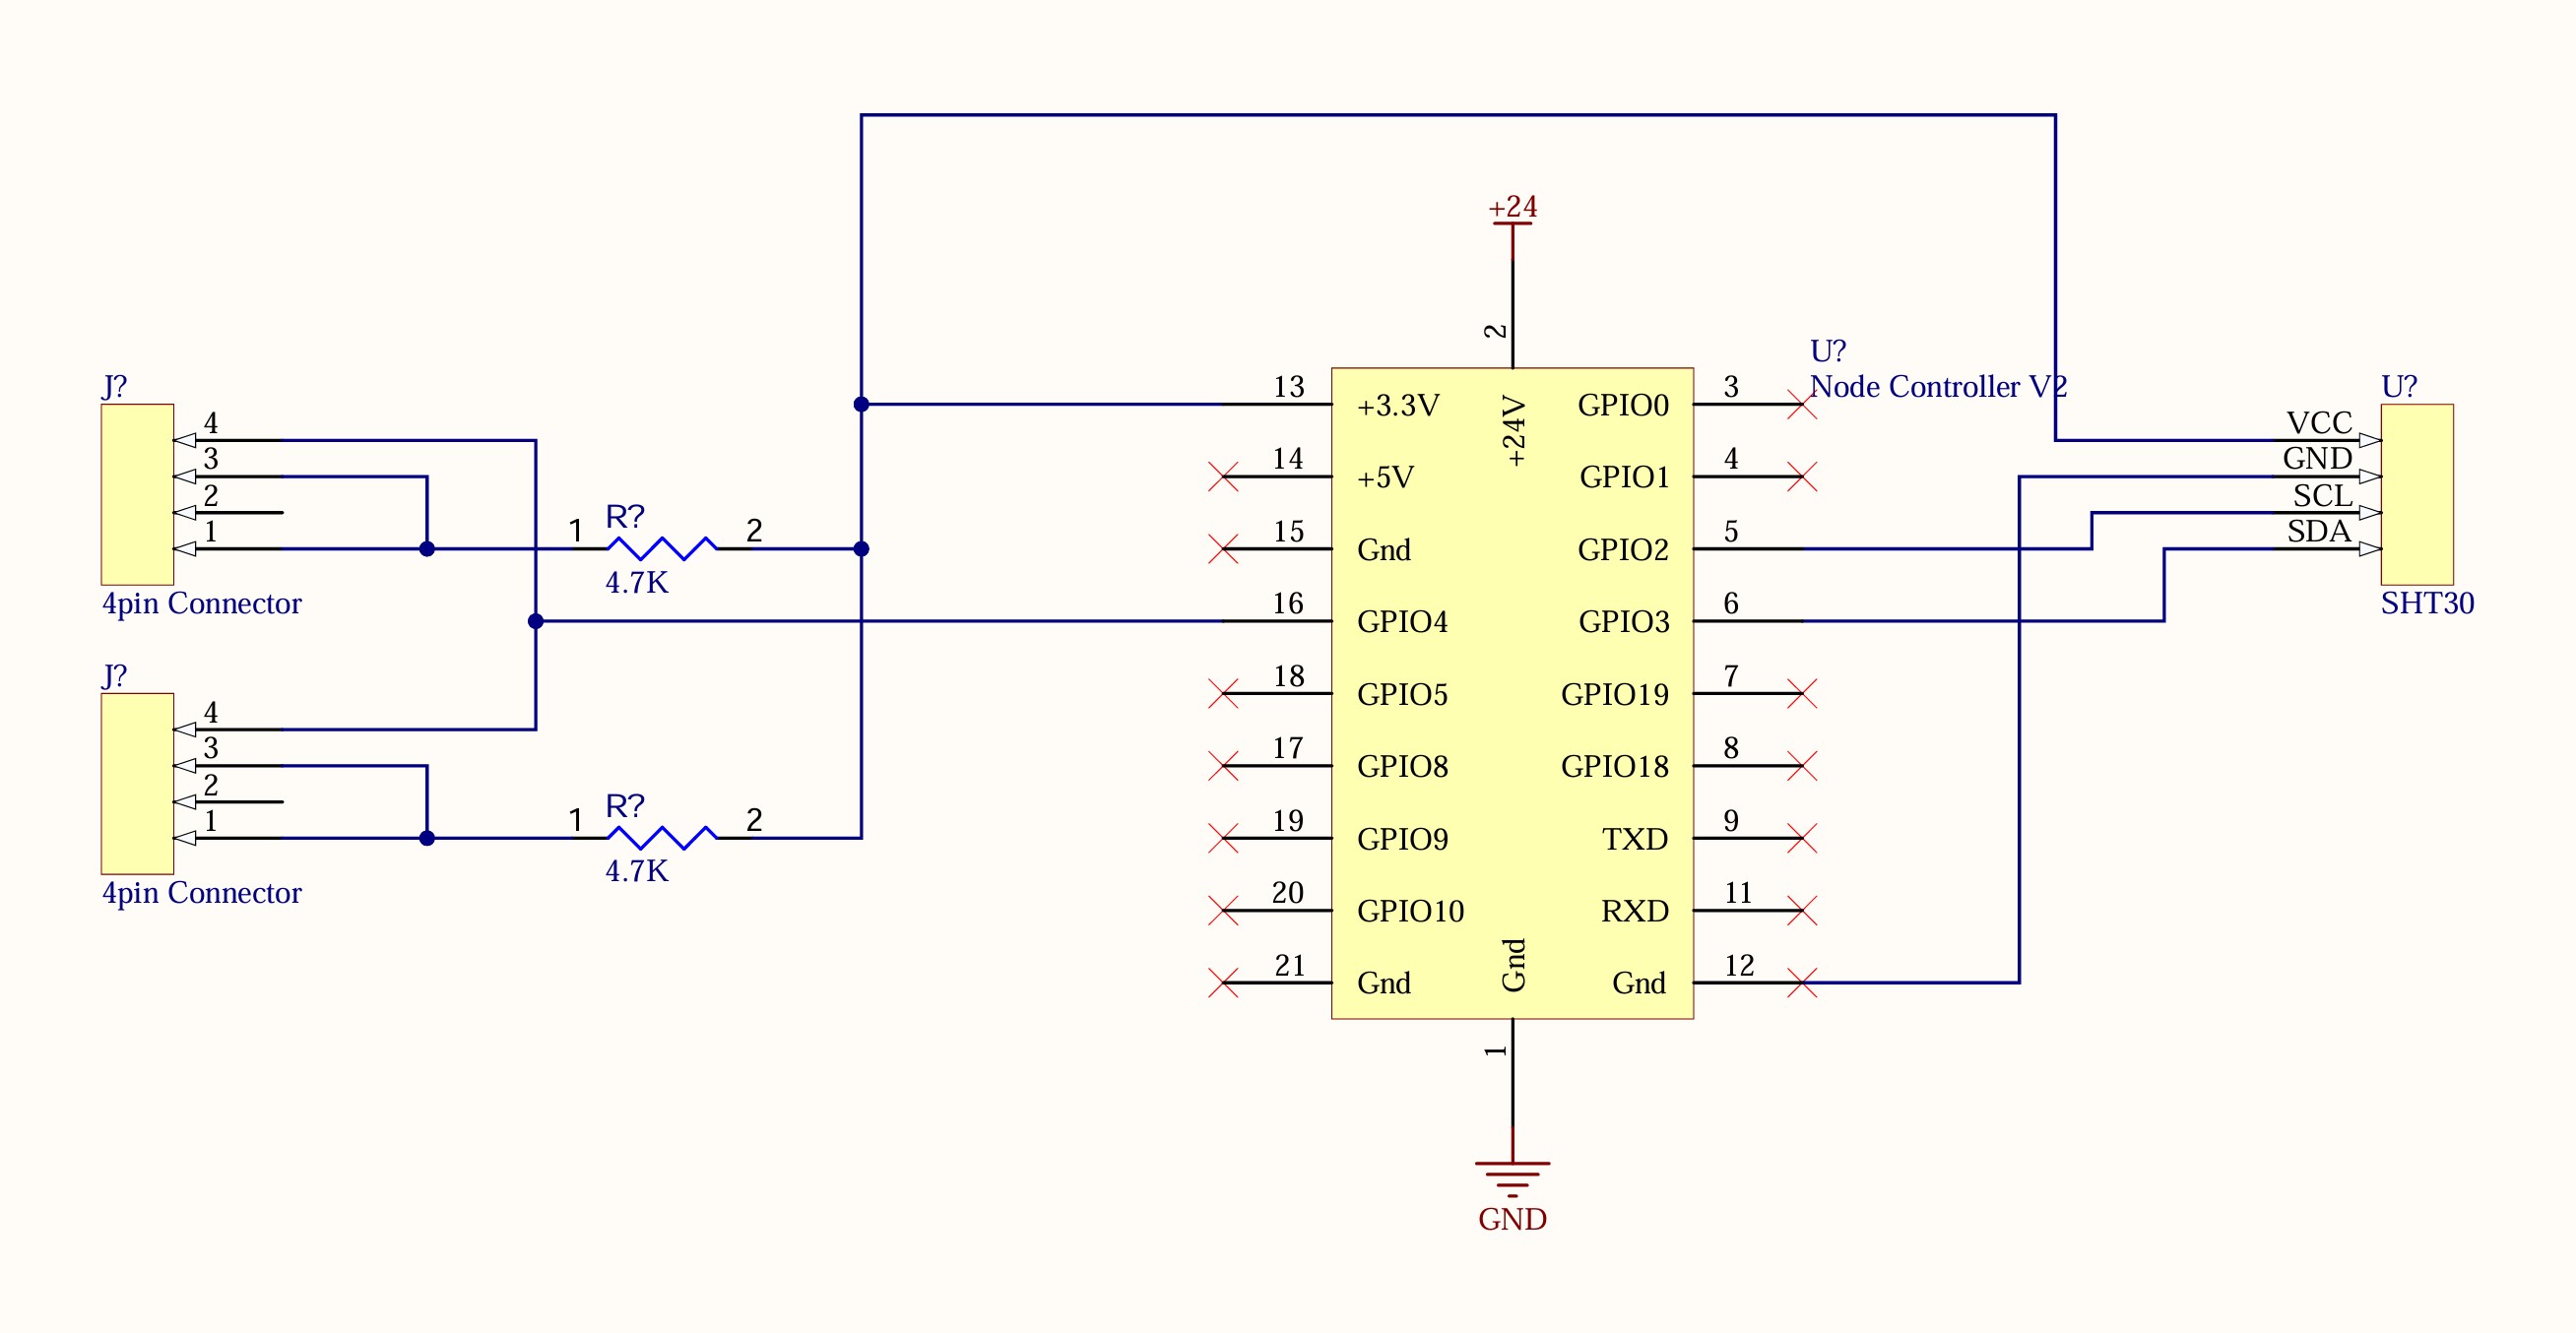 +24
2
U?
Node Controller V2
J?
4
3
2
1
4pin Connector
R?
1
2
4.7K
J?
4
3
2
1
4pin Connector
R?
1
2
4.7K
13 +3.3V
14 +5V
15 Gnd
16 GPIO4
18 GPIO5
17 GPIO8
19 GPIO9
20 GPIO10
21 Gnd
+24V
Gnd
GPIO0 3
GPIO1 4
GPIO2 5
GPIO3 6
GPIO19 7
GPIO18 8
TXD 9
RXD 11
Gnd 12
1
GND
U?
VCC
GND
SCL
SDA
SHT30